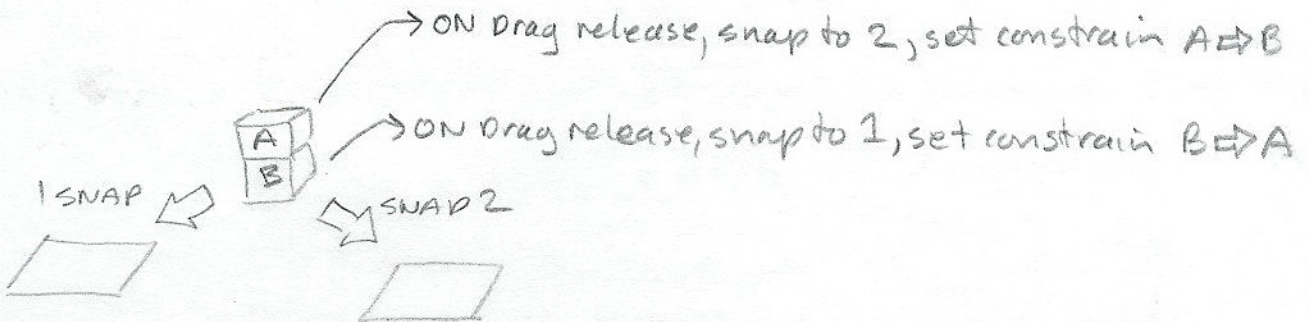 ON Drag release, snap to 2, set constrain A⇨B
A
ON Drag release, snap to 1, set constrain B⇨A
B
1 SNAP
SNAP 2